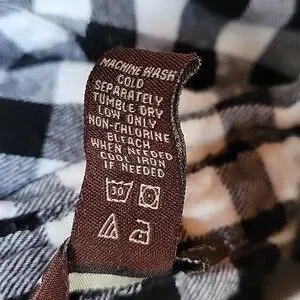 MACHINE WASH
COLD
SEPARATELY
TUMBLE DRY
LOW ONLY
NON-CHLORINE
BLEACH
WHEN NEEDED
COOL IRON
IF NEEDED
30